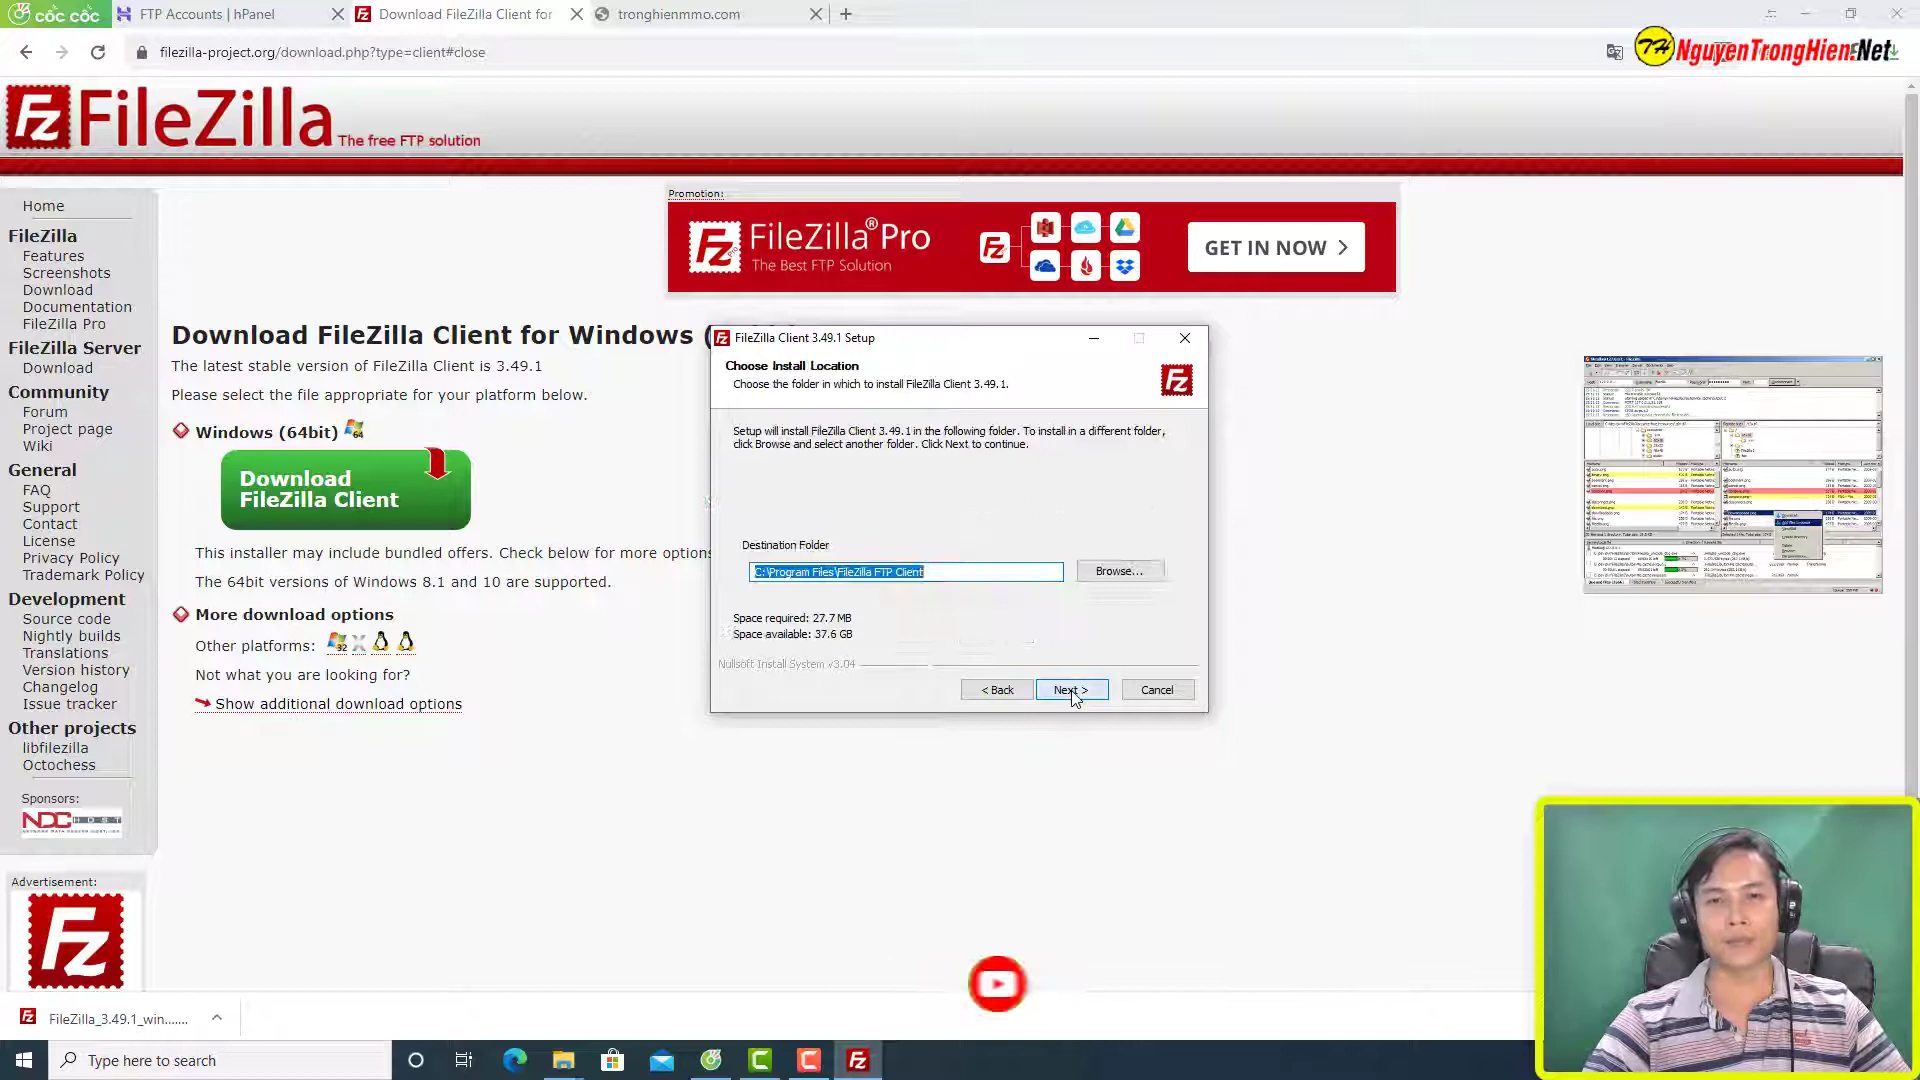 cốc cốc
FTP Accounts | hPanel
Download FileZilla Client for
tronghienmmo.com
filezilla-project.org/download.php?type=client#close
TH NguyenTrongHien.Net
FileZilla The free FTP solution
Home
FileZilla
Features
Screenshots
Download
Documentation
FileZilla Pro
FileZilla Server
Download
Community
Forum
Project page
Wiki
General
FAQ
Support
Contact
License
Privacy Policy
Trademark Policy
Development
Source code
Nightly builds
Translations
Version history
Changelog
Issue tracker
Other projects
libfilezilla
Octochess
Sponsors:
NDCHOST
Advertisement:
Fz
Promotion:
Fz FileZilla® Pro
The Best FTP Solution
GET IN NOW
Download FileZilla Client for Windows (
The latest stable version of FileZilla Client is 3.49.1
Please select the file appropriate for your platform below.
Windows (64bit)
Download
FileZilla Client
This installer may include bundled offers. Check below for more options
The 64bit versions of Windows 8.1 and 10 are supported.
More download options
Other platforms:
Not what you are looking for?
Show additional download options
FileZilla Client 3.49.1 Setup
Choose Install Location
Choose the folder in which to install FileZilla Client 3.49.1.
Setup will install FileZilla Client 3.49.1 in the following folder. To install in a different folder,
click Browse and select another folder. Click Next to continue.
Destination Folder
C:\Program Files\FileZilla FTP Client
Browse...
Space required: 27.7 MB
Space available: 37.6 GB
Nullsoft Install System v3.04
< Back
Next >
Cancel
FileZilla_3.49.1_win.......
Type here to search